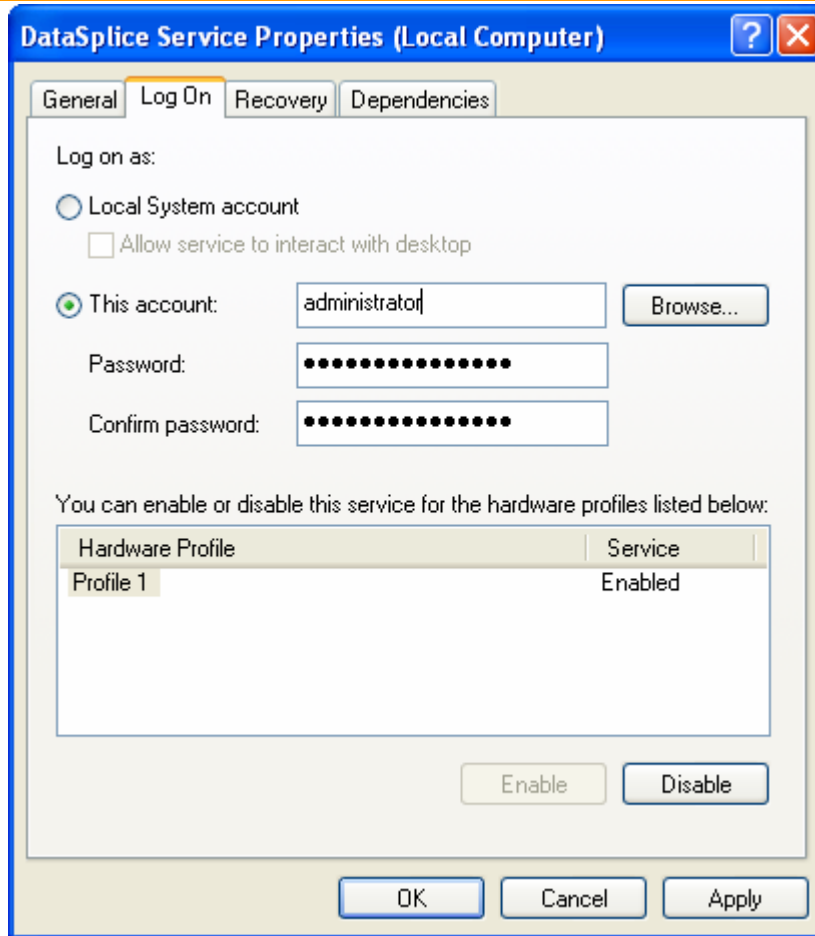 DataSplice Service Properties (Local Computer)
General Log On Recovery Dependencies
Log on as:
Local System account
Allow service to interact with desktop
This account: administrator Browse...
Password: ●●●●●●●●●●●●●●●
Confirm password: ●●●●●●●●●●●●●●●
You can enable or disable this service for the hardware profiles listed below:
Hardware Profile Service
Profile 1 Enabled
Enable Disable
OK Cancel Apply